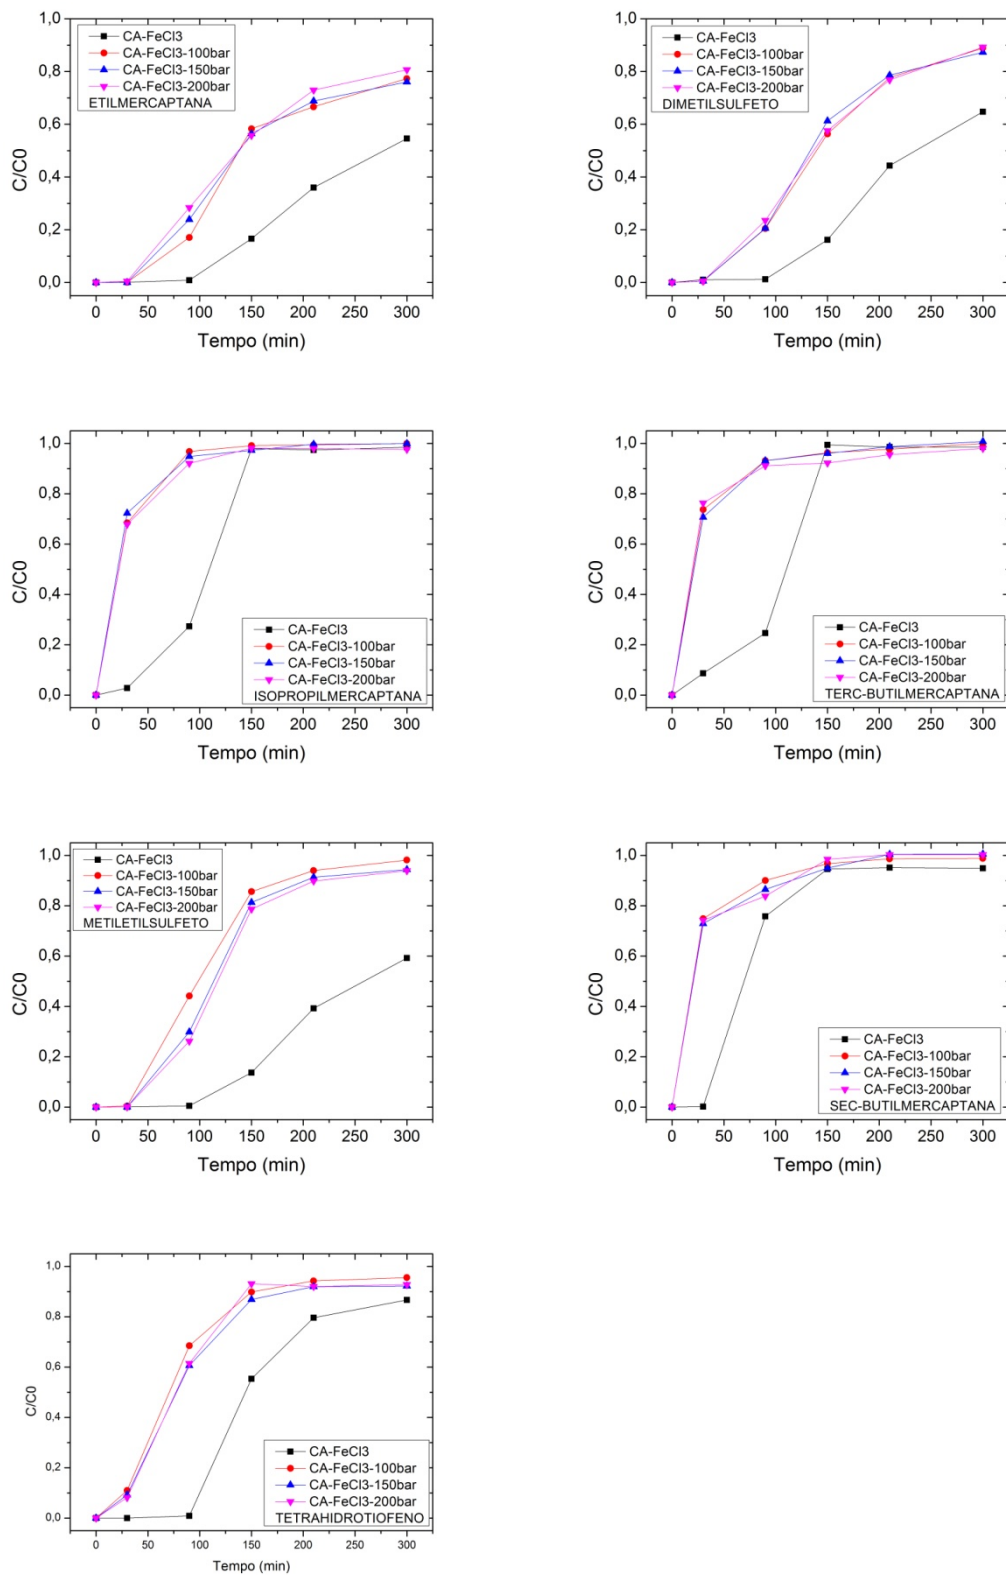 1,0
CA-FeCl3
CA-FeCl3-100bar
CA-FeCl3-150bar
CA-FeCl3-200bar
ETILMERCAPTANA
0,8
0,6
0,4
0,2
0,0
C/C0
0 50 100 150 200 250 300
Tempo (min)
1,0
CA-FeCl3
CA-FeCl3-100bar
CA-FeCl3-150bar
CA-FeCl3-200bar
DIMETILSULFETO
0,8
0,6
0,4
0,2
0,0
C/C0
0 50 100 150 200 250 300
Tempo (min)
1,0
0,8
0,6
0,4
0,2
0,0
C/C0
CA-FeCl3
CA-FeCl3-100bar
CA-FeCl3-150bar
CA-FeCl3-200bar
ISOPROPILMERCAPTANA
0 50 100 150 200 250 300
Tempo (min)
1,0
0,8
0,6
0,4
0,2
0,0
C/C0
CA-FeCl3
CA-FeCl3-100bar
CA-FeCl3-150bar
CA-FeCl3-200bar
TERC-BUTILMERCAPTANA
0 50 100 150 200 250 300
Tempo (min)
1,0
CA-FeCl3
CA-FeCl3-100bar
CA-FeCl3-150bar
CA-FeCl3-200bar
METILETILSULFETO
0,8
0,6
0,4
0,2
0,0
C/C0
0 50 100 150 200 250 300
Tempo (min)
1,0
0,8
0,6
0,4
0,2
0,0
C/C0
CA-FeCl3
CA-FeCl3-100bar
CA-FeCl3-150bar
CA-FeCl3-200bar
SEC-BUTILMERCAPTANA
0 50 100 150 200 250 300
Tempo (min)
1,0
0,8
0,6
0,4
0,2
0,0
C/C0
CA-FeCl3
CA-FeCl3-100bar
CA-FeCl3-150bar
CA-FeCl3-200bar
TETRAHIDROTIOFENO
0 50 100 150 200 250 300
Tempo (min)